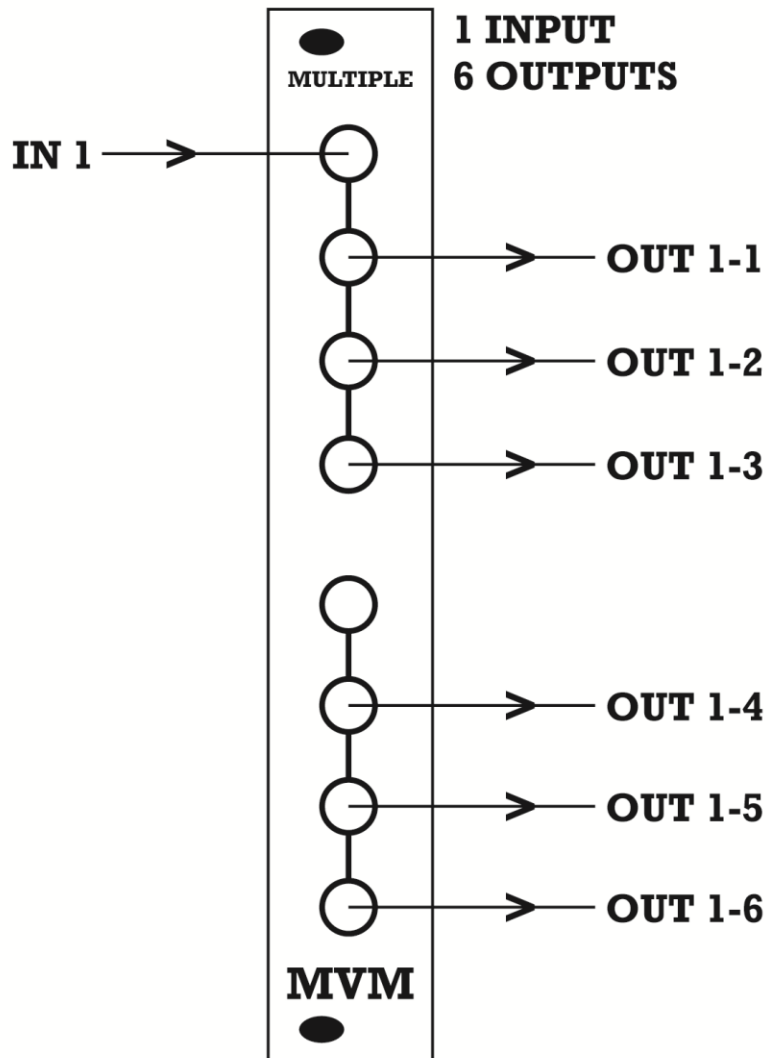 1 INPUT
6 OUTPUTS
MULTIPLE
IN 1
OUT 1-1
OUT 1-2
OUT 1-3
OUT 1-4
OUT 1-5
OUT 1-6
MVM